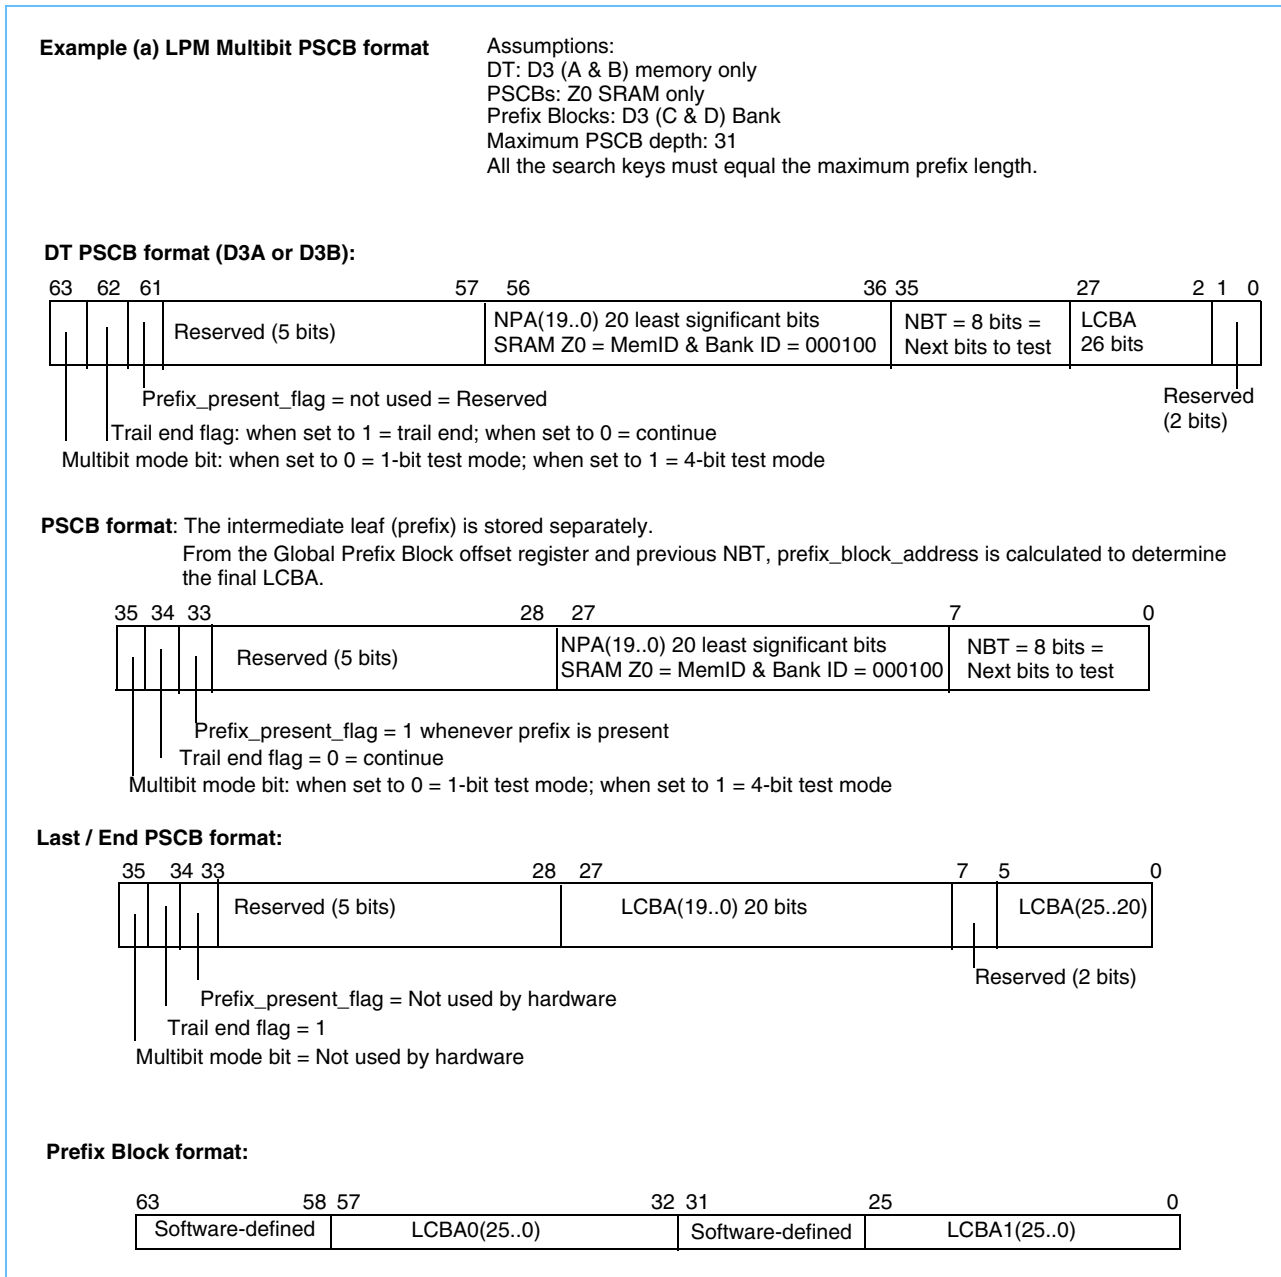 Example (a) LPM Multibit PSCB format
Assumptions:
DT: D3 (A & B) memory only
PSCBs: Z0 SRAM only
Prefix Blocks: D3 (C & D) Bank
Maximum PSCB depth: 31
All the search keys must equal the maximum prefix length.
DT PSCB format (D3A or D3B):
63 62 61 57 56 36 35 27 2 1 0
Reserved (5 bits)
NPA(19..0) 20 least significant bits
SRAM Z0 = MemID & Bank ID = 000100
NBT = 8 bits =
Next bits to test
LCBA
26 bits
Prefix_present_flag = not used = Reserved
Reserved
(2 bits)
Trail end flag: when set to 1 = trail end; when set to 0 = continue
Multibit mode bit: when set to 0 = 1-bit test mode; when set to 1 = 4-bit test mode
PSCB format: The intermediate leaf (prefix) is stored separately.
From the Global Prefix Block offset register and previous NBT, prefix_block_address is calculated to determine
the final LCBA.
35 34 33 28 27 7 0
Reserved (5 bits)
NPA(19..0) 20 least significant bits
SRAM Z0 = MemID & Bank ID = 000100
NBT = 8 bits =
Next bits to test
Prefix_present_flag = 1 whenever prefix is present
Trail end flag = 0 = continue
Multibit mode bit: when set to 0 = 1-bit test mode; when set to 1 = 4-bit test mode
Last / End PSCB format:
35 34 33 28 27 7 5 0
Reserved (5 bits)
LCBA(19..0) 20 bits
LCBA(25..20)
Reserved (2 bits)
Prefix_present_flag = Not used by hardware
Trail end flag = 1
Multibit mode bit = Not used by hardware
Prefix Block format:
63 58 57 32 31 25 0
Software-defined
LCBA0(25..0)
Software-defined
LCBA1(25..0)